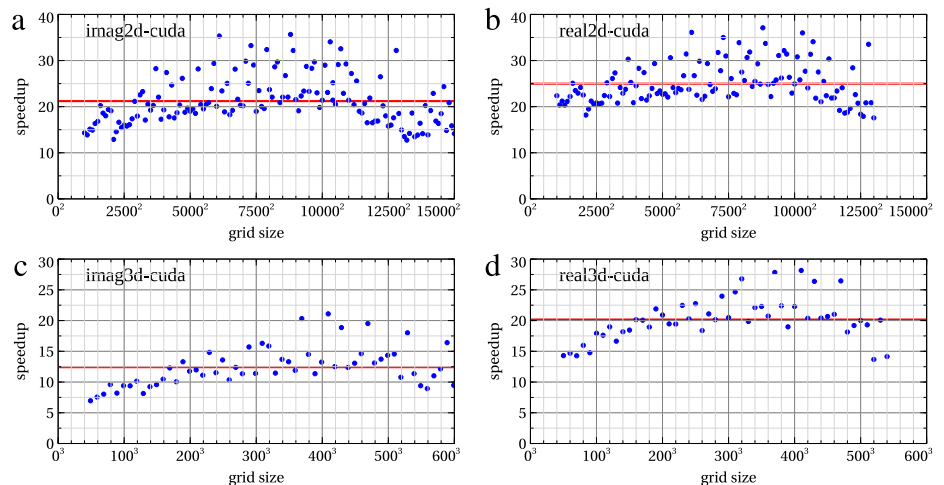 a
imag2d-cuda
speedup
40
30
20
10
0
0² 2500² 5000² 7500² 10000² 12500² 15000²
grid size
b
real2d-cuda
speedup
40
30
20
10
0
0² 2500² 5000² 7500² 10000² 12500² 15000²
grid size
c
imag3d-cuda
speedup
30
25
20
15
10
5
0
0³ 100³ 200³ 300³ 400³ 500³ 600³
grid size
d
real3d-cuda
speedup
30
25
20
15
10
5
0
0³ 100³ 200³ 300³ 400³ 500³ 600³
grid size